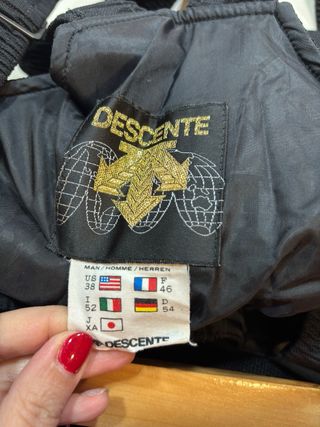 DESCENTE
MAN/HOMME/HERREN
US 38 F 46
I 52 D 54
J XA
DESCENTE